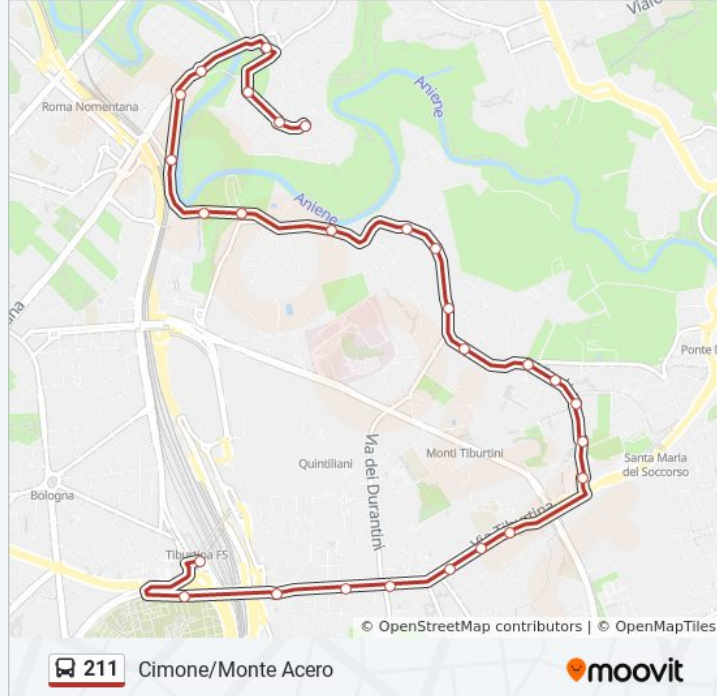 Viale
Roma Nomentana
Aniene
Aniene
Ponte
Via dei Durantini
Quintiliani
Monti Tiburtini
Santa Maria
del Soccorso
Bologna
Via Tiburtina
Tiburtina FS
© OpenStreetMap contributors | © OpenMapTiles
211 Cimone/Monte Acero
moovit